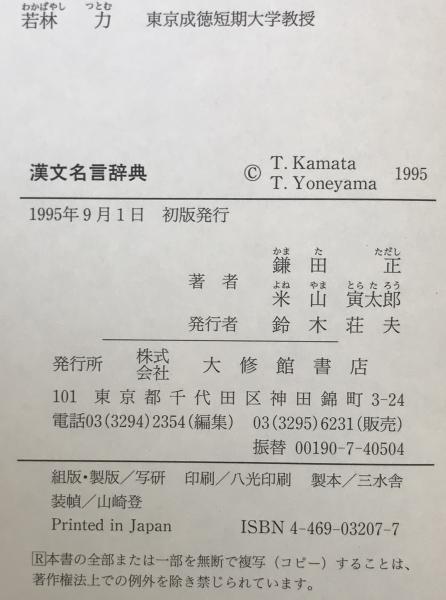 わかばやし つとむ
若林 力 東京成徳短期大学教授
漢文名言辞典
© T. Kamata
T. Yoneyama 1995
1995年9月1日 初版発行
かま た ただし
著者 鎌田 正
よね やま とら た ろう
米山 寅太郎
発行者 鈴木荘夫
発行所 株式会社 大修館書店
101 東京都千代田区神田錦町 3-24
電話03(3294)2354(編集) 03(3295)6231(販売)
振替 00190-7-40504
組版・製版/写研 印刷/八光印刷 製本/三水舎
装幀/山崎登
Printed in Japan ISBN 4-469-03207-7
Ⓡ本書の全部または一部を無断で複写(コピー)することは、
著作権法上での例外を除き禁じられています。